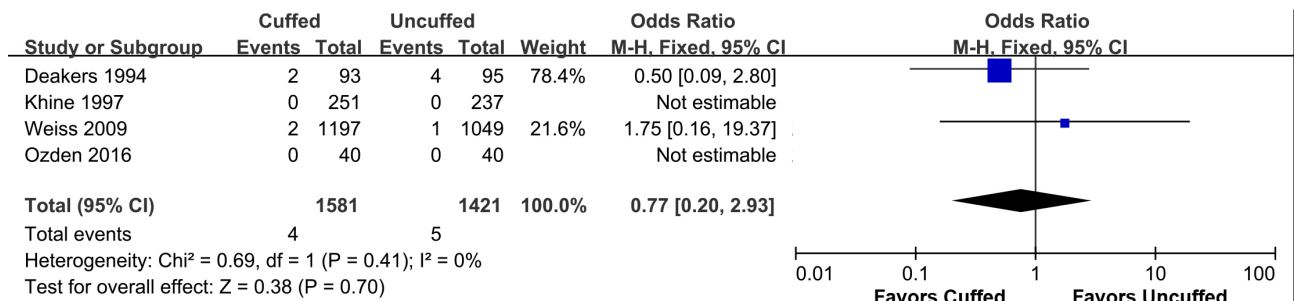 Cuffed Uncuffed Odds Ratio Odds Ratio
Study or Subgroup Events Total Events Total Weight M-H, Fixed, 95% CI M-H, Fixed, 95% CI
Deakers 1994 2 93 4 95 78.4% 0.50 [0.09, 2.80]
Khine 1997 0 251 0 237 Not estimable
Weiss 2009 2 1197 1 1049 21.6% 1.75 [0.16, 19.37]
Ozden 2016 0 40 0 40 Not estimable
Total (95% CI) 1581 1421 100.0% 0.77 [0.20, 2.93]
Total events 4 5
Heterogeneity: Chi² = 0.69, df = 1 (P = 0.41); I² = 0%
Test for overall effect: Z = 0.38 (P = 0.70)
0.01 0.1 1 10 100
Favors Cuffed Favors Uncuffed